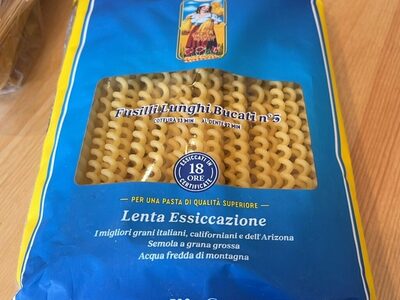 Fusilli Lunghi Bucati n°5
COTTURA 13 MIN AL DENTE 12 MIN
ESSICCATI IN
18
ORE
CERTIFICATE
PER UNA PASTA DI QUALITÀ SUPERIORE
Lenta Essiccazione
I migliori grani italiani, californiani e dell'Arizona
Semola a grana grossa
Acqua fredda di montagna